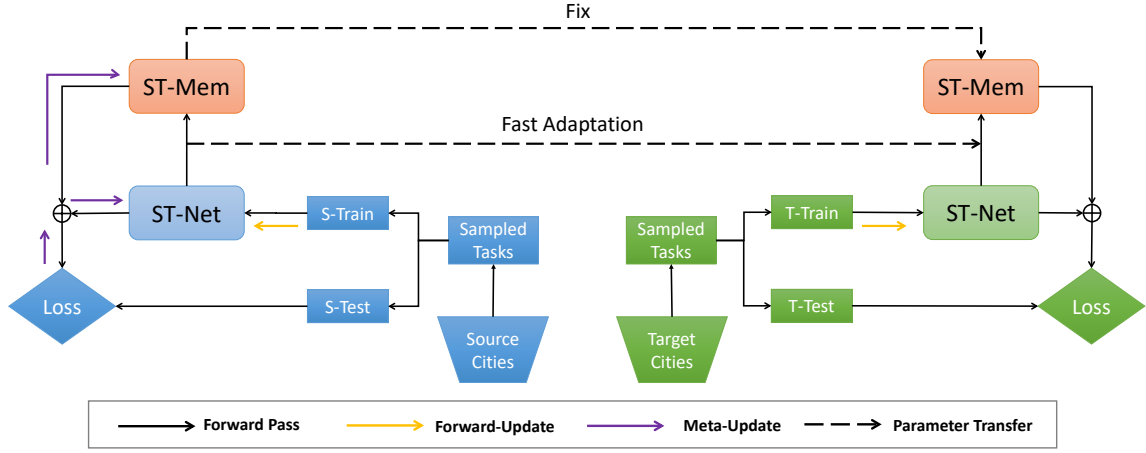 Fix
ST-Mem
ST-Mem
Fast Adaptation
ST-Net
S-Train
Sampled
Tasks
S-Test
Loss
Source
Cities
Sampled
Tasks
T-Train
ST-Net
T-Test
Loss
Target
Cities
Forward Pass
Forward-Update
Meta-Update
Parameter Transfer